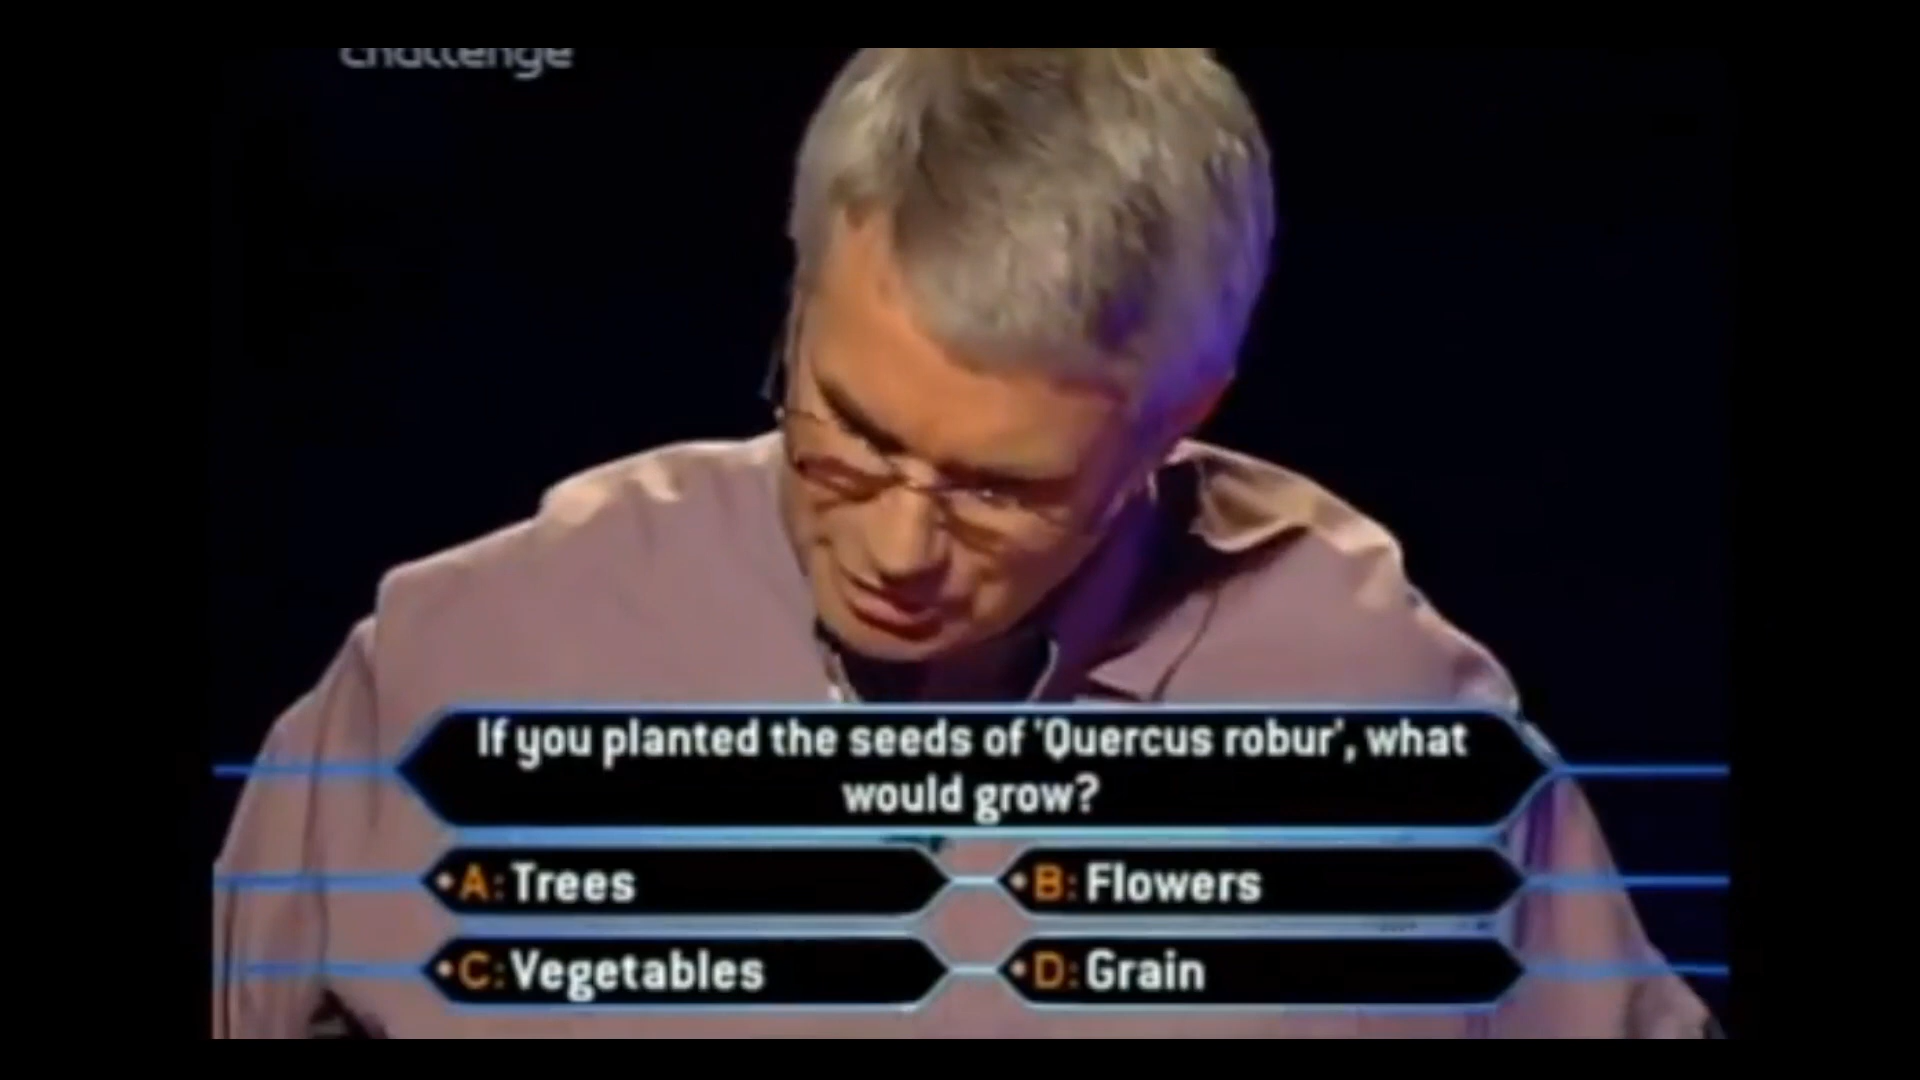 challenge
If you planted the seeds of 'Quercus robur', what
would grow?
A: Trees
B: Flowers
C: Vegetables
D: Grain